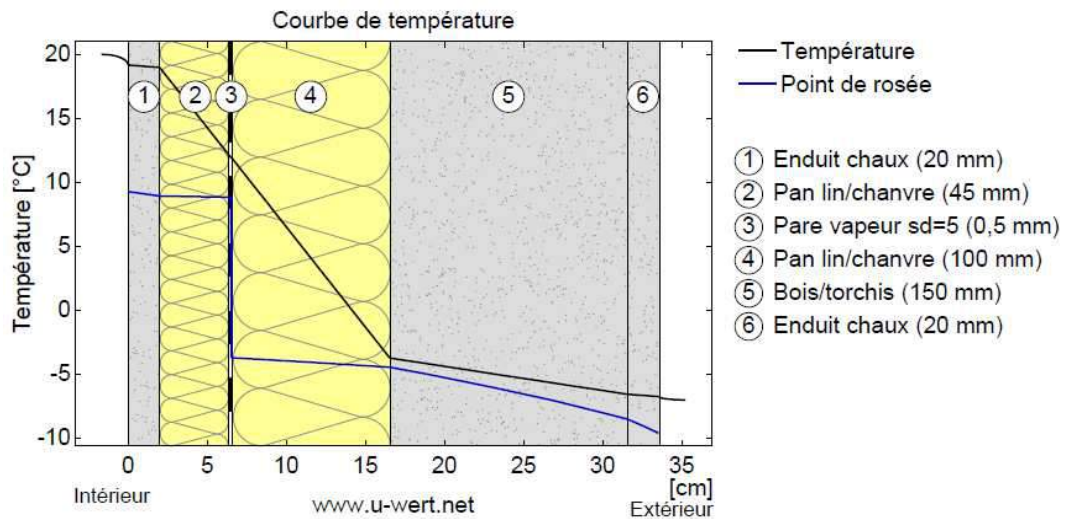 Courbe de température
Température [°C]
20
15
10
5
0
-5
-10
1
2
3
4
5
6
0
5
10
15
20
25
30
35
[cm]
Intérieur
www.u-wert.net
Extérieur
Température
Point de rosée
1 Enduit chaux (20 mm)
2 Pan lin/chanvre (45 mm)
3 Pare vapeur sd=5 (0,5 mm)
4 Pan lin/chanvre (100 mm)
5 Bois/torchis (150 mm)
6 Enduit chaux (20 mm)